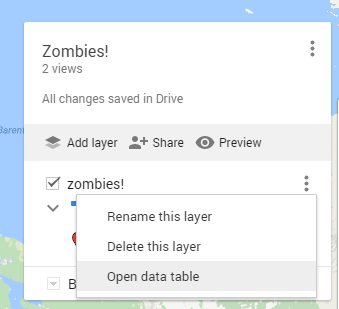 Zombies!
2 views
All changes saved in Drive
Add layer Share Preview
zombies!
Rename this layer
Delete this layer
Open data table